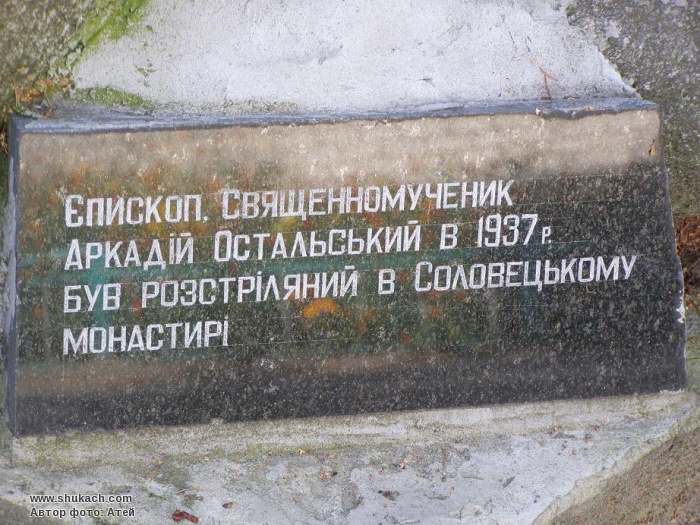 Єпископ, Священномученик
Аркадій Остальський в 1937 р.
був розстріляний в Соловецькому
монастирі
www.shukach.com
Автор фото: Атей